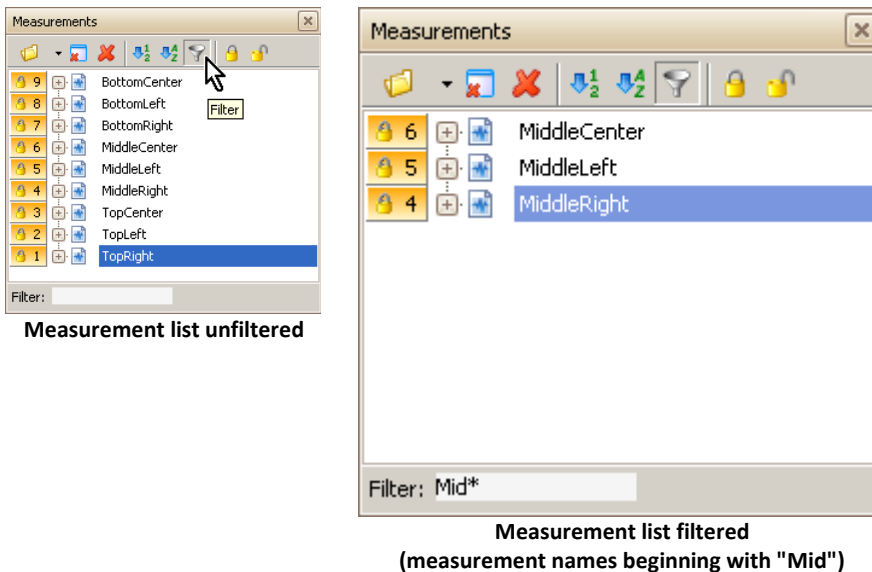 Measurements
9 BottomCenter
8 BottomLeft
7 BottomRight
6 MiddleCenter
5 MiddleLeft
4 MiddleRight
3 TopCenter
2 TopLeft
1 TopRight
Filter
Filter:
Measurement list unfiltered
Measurements
6 MiddleCenter
5 MiddleLeft
4 MiddleRight
Filter: Mid*
Measurement list filtered
(measurement names beginning with "Mid")